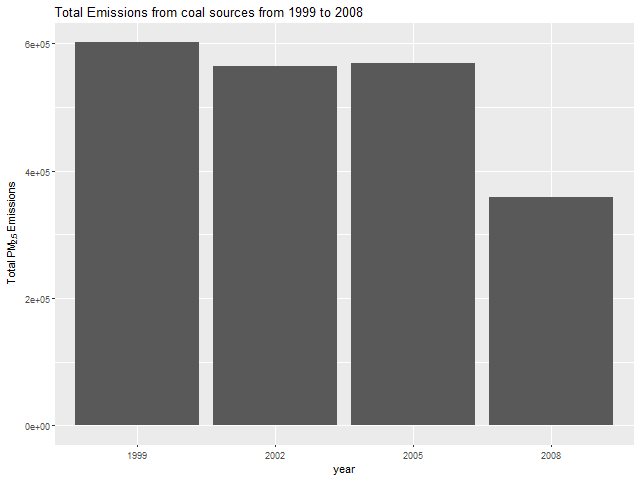 Total Emissions from coal sources from 1999 to 2008
6e+05
4e+05
2e+05
0e+00
Total PM2.5 Emissions
1999 2002 2005 2008
year